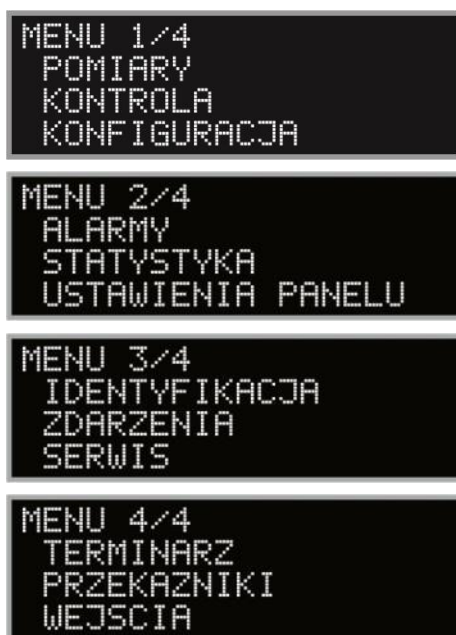 MENU 1/4
POMIARY
KONTROLA
KONFIGURACJA
MENU 2/4
ALARMY
STATYSTYKA
USTAWIENIA PANELU
MENU 3/4
IDENTYFIKACJA
ZDARZENIA
SERWIS
MENU 4/4
TERMINARZ
PRZEKAZNIKI
WEJSCIA